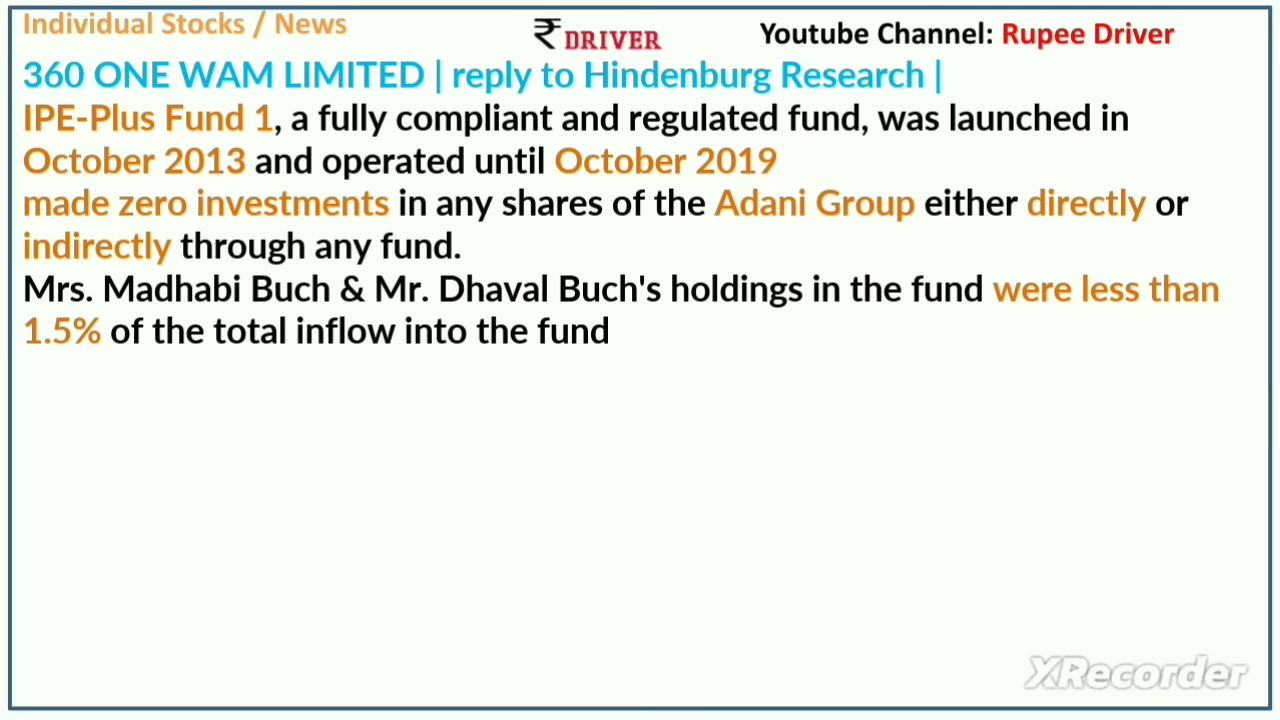 Individual Stocks / News
₹ DRIVER
Youtube Channel: Rupee Driver
360 ONE WAM LIMITED | reply to Hindenburg Research |
IPE-Plus Fund 1, a fully compliant and regulated fund, was launched in
October 2013 and operated until October 2019
made zero investments in any shares of the Adani Group either directly or
indirectly through any fund.
Mrs. Madhabi Buch & Mr. Dhaval Buch's holdings in the fund were less than
1.5% of the total inflow into the fund
XRecorder